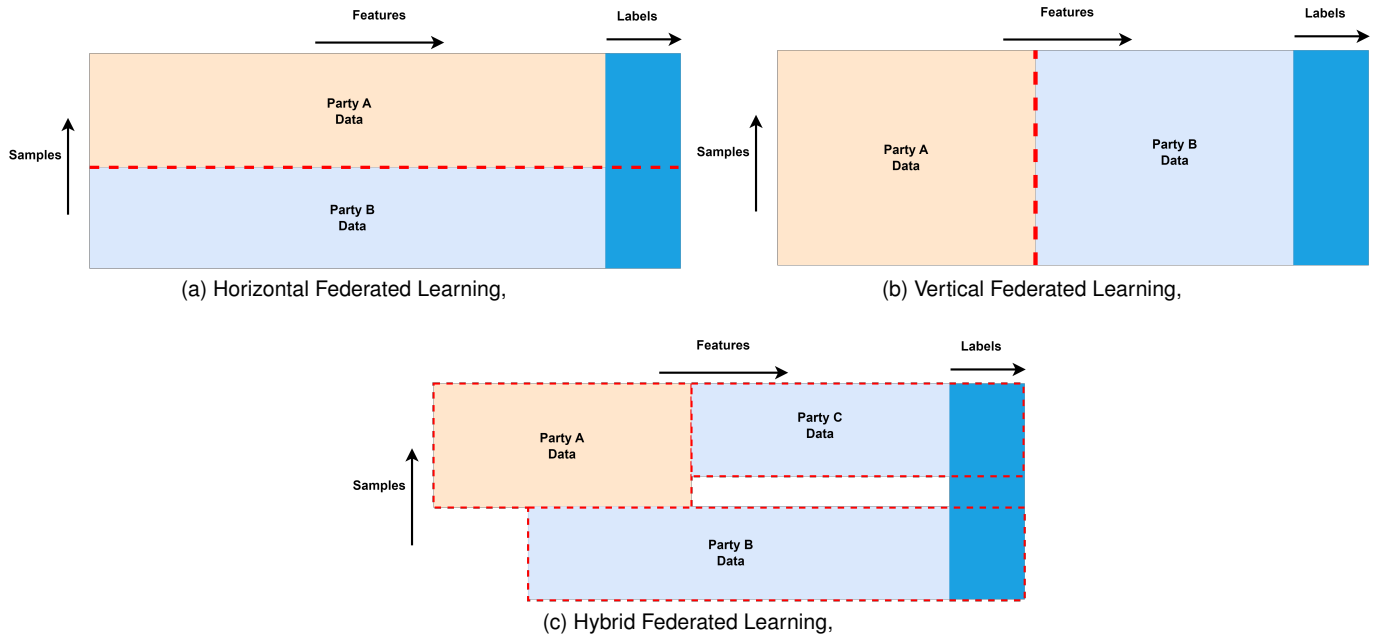 Features
Labels
Party A
Data
Samples
Party B
Data
(a) Horizontal Federated Learning,
Features
Labels
Party A
Data
Party B
Data
Samples
(b) Vertical Federated Learning,
Features
Labels
Party A
Data
Party C
Data
Samples
Party B
Data
(c) Hybrid Federated Learning,